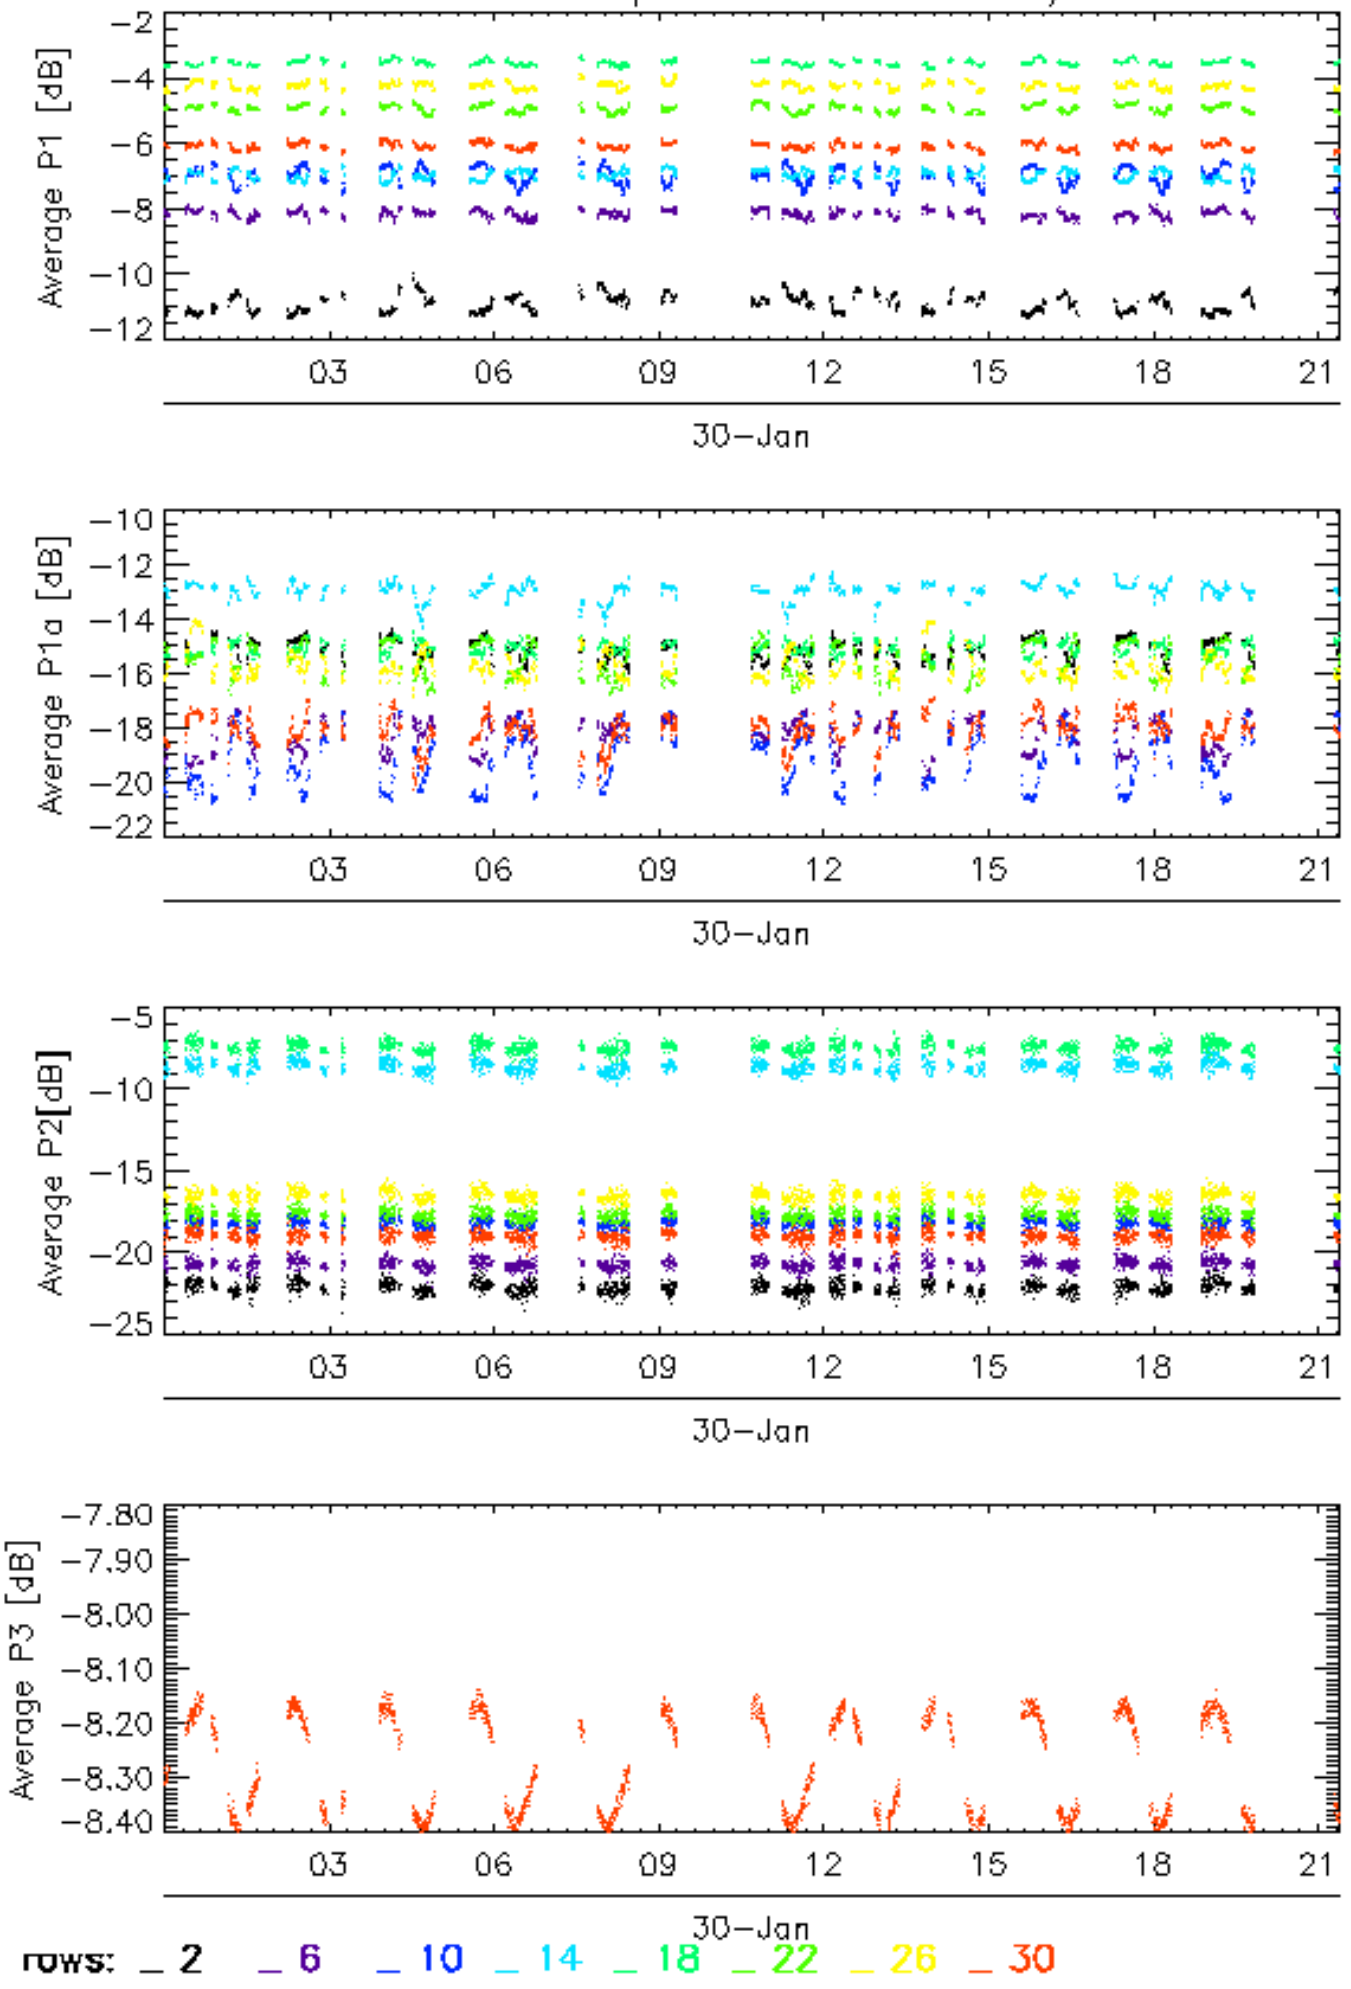 Average P1 [dB]
-2
-4
-6
-8
-10
-12
03 06 09 12 15 18 21
30-Jan
Average P1a [dB]
-10
-12
-14
-16
-18
-20
-22
03 06 09 12 15 18 21
30-Jan
Average P2[dB]
-5
-10
-15
-20
-25
03 06 09 12 15 18 21
30-Jan
Average P3 [dB]
-7.80
-7.90
-8.00
-8.10
-8.20
-8.30
-8.40
03 06 09 12 15 18 21
30-Jan
rows: _ 2 _ 6 _ 10 _ 14 _ 18 _ 22 _ 26 _ 30